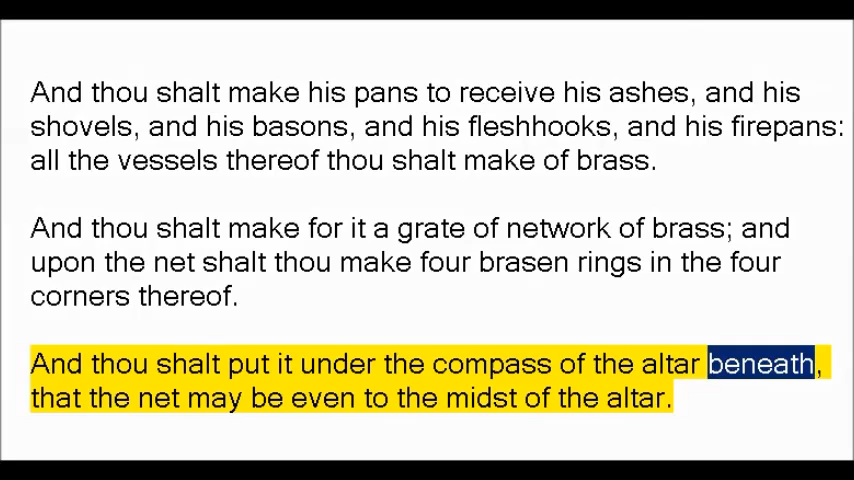 And thou shalt make his pans to receive his ashes, and his
shovels, and his basons, and his fleshhooks, and his firepans:
all the vessels thereof thou shalt make of brass.
And thou shalt make for it a grate of network of brass; and
upon the net shalt thou make four brasen rings in the four
corners thereof.
And thou shalt put it under the compass of the altar beneath,
that the net may be even to the midst of the altar.